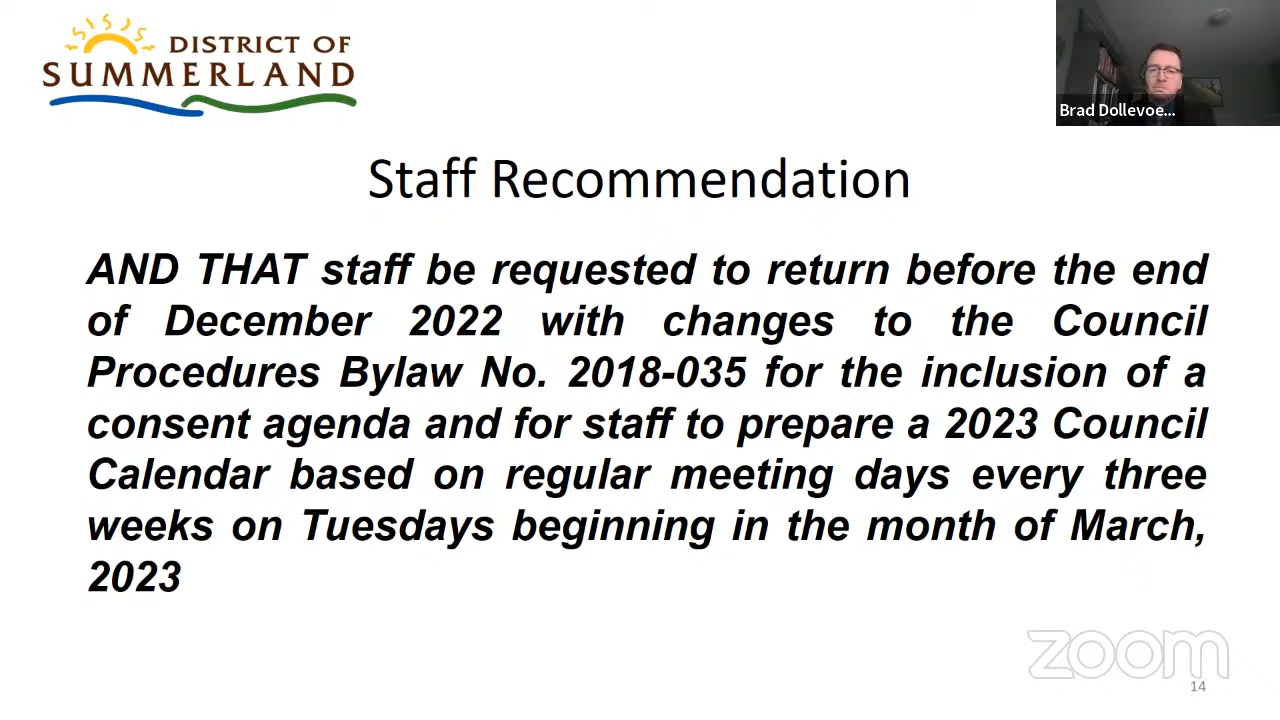 DISTRICT OF
SUMMERLAND
Brad Dollevoe...
Staff Recommendation
AND THAT staff be requested to return before the end
of December 2022 with changes to the Council
Procedures Bylaw No. 2018-035 for the inclusion of a
consent agenda and for staff to prepare a 2023 Council
Calendar based on regular meeting days every three
weeks on Tuesdays beginning in the month of March,
2023
zoom
14